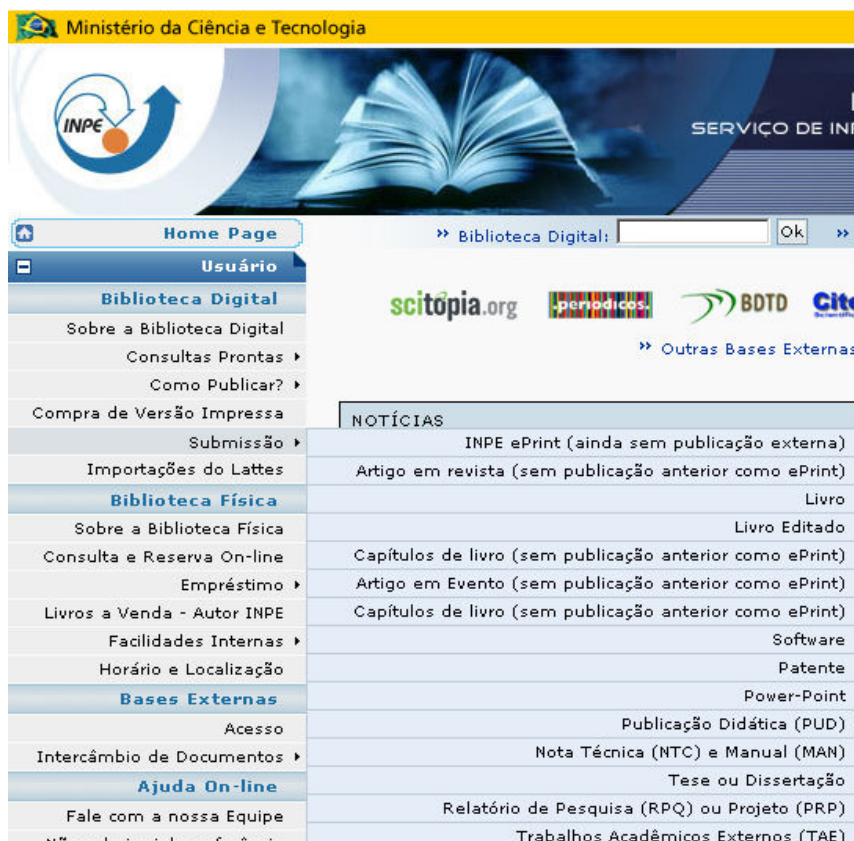 Ministério da Ciência e Tecnologia
INPE
SERVIÇO DE
Home Page
Biblioteca Digital:
Ok
Usuário
Biblioteca Digital
scitopia.org
.periodicos.
BDTD
Sobre a Biblioteca Digital
Consultas Prontas
Outras Bases Externas
Como Publicar?
Compra de Versão Impressa
NOTÍCIAS
Submissão
INPE ePrint (ainda sem publicação externa)
Importações do Lattes
Artigo em revista (sem publicação anterior como ePrint)
Biblioteca Física
Livro
Sobre a Biblioteca Física
Livro Editado
Consulta e Reserva On-line
Capítulos de livro (sem publicação anterior como ePrint)
Empréstimo
Artigo em Evento (sem publicação anterior como ePrint)
Livros a Venda - Autor INPE
Capítulos de livro (sem publicação anterior como ePrint)
Facilidades Internas
Software
Horário e Localização
Patente
Bases Externas
Power-Point
Acesso
Publicação Didática (PUD)
Intercâmbio de Documentos
Nota Técnica (NTC) e Manual (MAN)
Ajuda On-line
Tese ou Dissertação
Fale com a nossa Equipe
Relatório de Pesquisa (RPQ) ou Projeto (PRP)
Trabalhos Acadêmicos Externos (TAE)